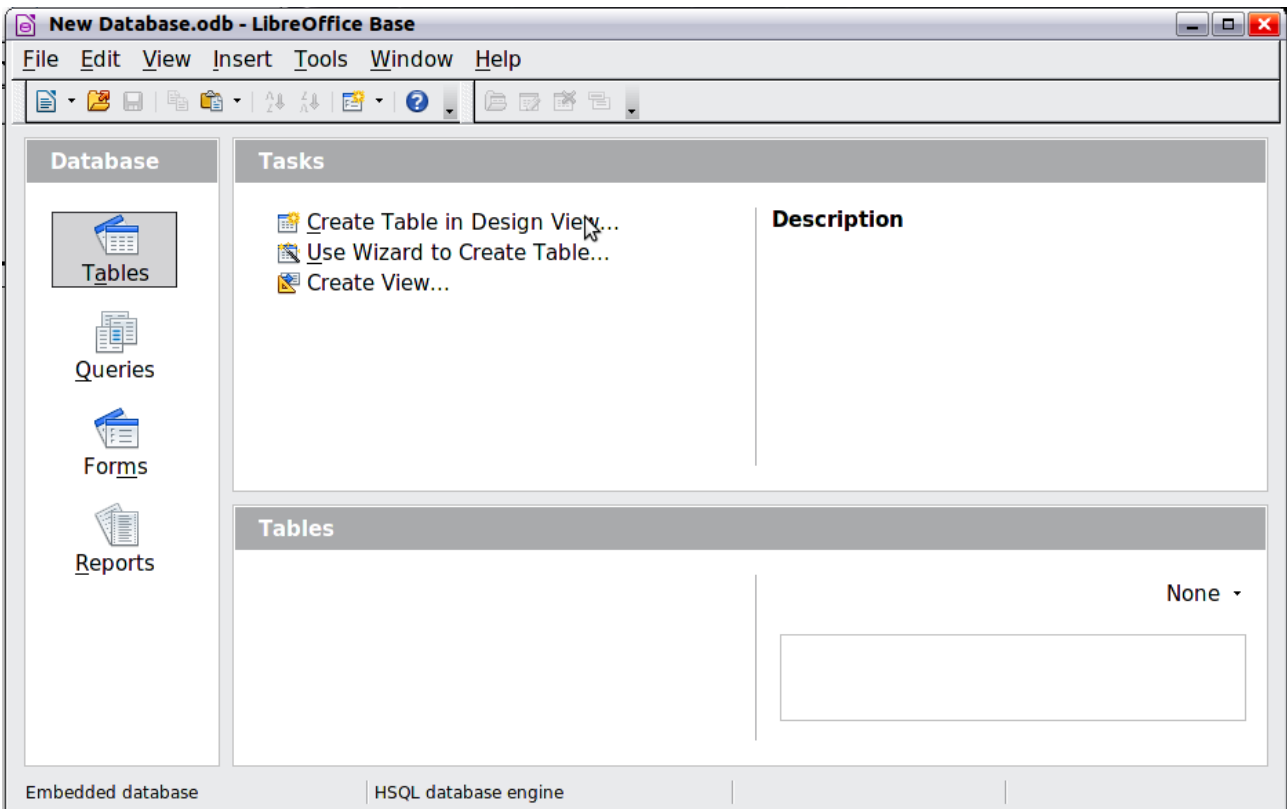 New Database.odb - LibreOffice Base
File Edit View Insert Tools Window Help
Database
Tables
Queries
Forms
Reports
Tasks
Create Table in Design View...
Use Wizard to Create Table...
Create View...
Description
Tables
None
Embedded database
HSQL database engine